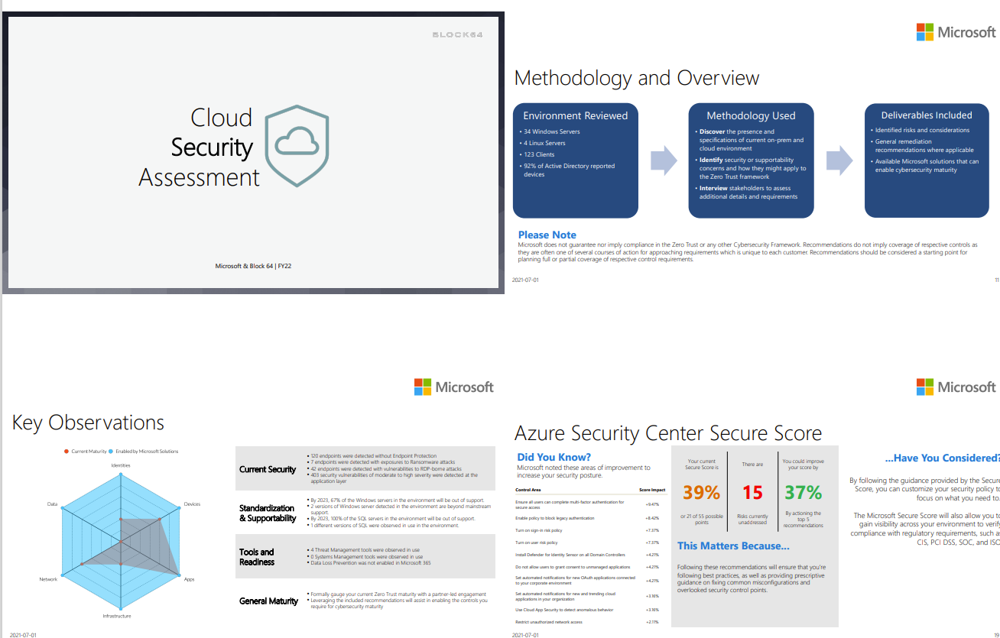 BLOCK64
Cloud
Security
Assessment
Microsoft & Block 64 | FY22
Microsoft
Methodology and Overview
Environment Reviewed
• 34 Windows Servers
• 4 Linux Servers
• 123 Clients
• 92% of Active Directory reported
devices
Methodology Used
• Discover the presence and
specifications of current on-prem and
cloud environment
• Identify security or supportability
concerns and how they might apply to
the Zero Trust framework
• Interview stakeholders to assess
additional details and requirements
Deliverables Included
• Identified risks and considerations
• General remediation
recommendations where applicable
• Available Microsoft solutions that can
enable cybersecurity maturity
Please Note
Microsoft does not guarantee nor imply compliance in the Zero Trust or any other Cybersecurity Framework. Recommendations do not imply coverage of respective controls as
they are often one of several courses of action for approaching requirements which is unique to each customer. Recommendations should be considered a starting point for
planning full or partial coverage of respective control requirements.
2021-07-01
11
Microsoft
Key Observations
Current Maturity Enabled by Microsoft Solutions
Identities
Data
Devices
Network
Apps
Infrastructure
Current Security
▪ 120 endpoints were detected without Endpoint Protection
▪ 7 endpoints were detected with exposures to Ransomware attacks
▪ 42 endpoints were detected with vulnerabilities to RDP-borne attacks
▪ 403 security vulnerabilities of moderate to high severity were detected at the
application layer
Standardization
& Supportability
▪ By 2023, 67% of the Windows servers in the environment will be out of support.
▪ 2 versions of Windows server detected in the environment are beyond mainstream
support.
▪ By 2023, 100% of the SQL servers in the environment will be out of support.
▪ 1 different versions of SQL were observed in use in the environment.
Tools and
Readiness
▪ 4 Threat Management tools were observed in use
▪ 0 Systems Management tools were observed in use
▪ Data Loss Prevention was not enabled in Microsoft 365
General Maturity
▪ Formally gauge your current Zero Trust maturity with a partner-led engagement
▪ Leveraging the included recommendations will assist in enabling the controls you
require for cybersecurity maturity
2021-07-01
Microsoft
Azure Security Center Secure Score
Did You Know?
Microsoft noted these areas of improvement to
increase your security posture.
Control Area Score Impact
Ensure all users can complete multi-factor authentication for
secure access +9.47%
Enable policy to block legacy authentication +8.42%
Turn on sign-in risk policy +7.37%
Turn on user risk policy +7.37%
Install Defender for Identity Sensor on all Domain Controllers +4.21%
Do not allow users to grant consent to unmanaged applications +4.21%
Set automated notifications for new OAuth applications connected
to your corporate environment +4.21%
Set automated notifications for new and trending cloud
applications in your organization +3.16%
Use Cloud App Security to detect anomalous behavior +3.16%
Restrict unauthorized network access +2.11%
Your current
Secure Score is
39%
or 21 of 55 possible
points
There are
15
Risks currently
unaddressed
You could improve
your score by
37%
By actioning the
top 5
recommendations
This Matters Because...
Following these recommendations will ensure that you're
following best practices, as well as providing prescriptive
guidance on fixing common misconfigurations and
overlooked security control points.
...Have You Considered?
By following the guidance provided by the Secure
Score, you can customize your security policy to
focus on what you need to.
The Microsoft Secure Score will also allow you to
gain visibility across your environment to verify
compliance with regulatory requirements, such as
CIS, PCI DSS, SOC, and ISO.
2021-07-01
19